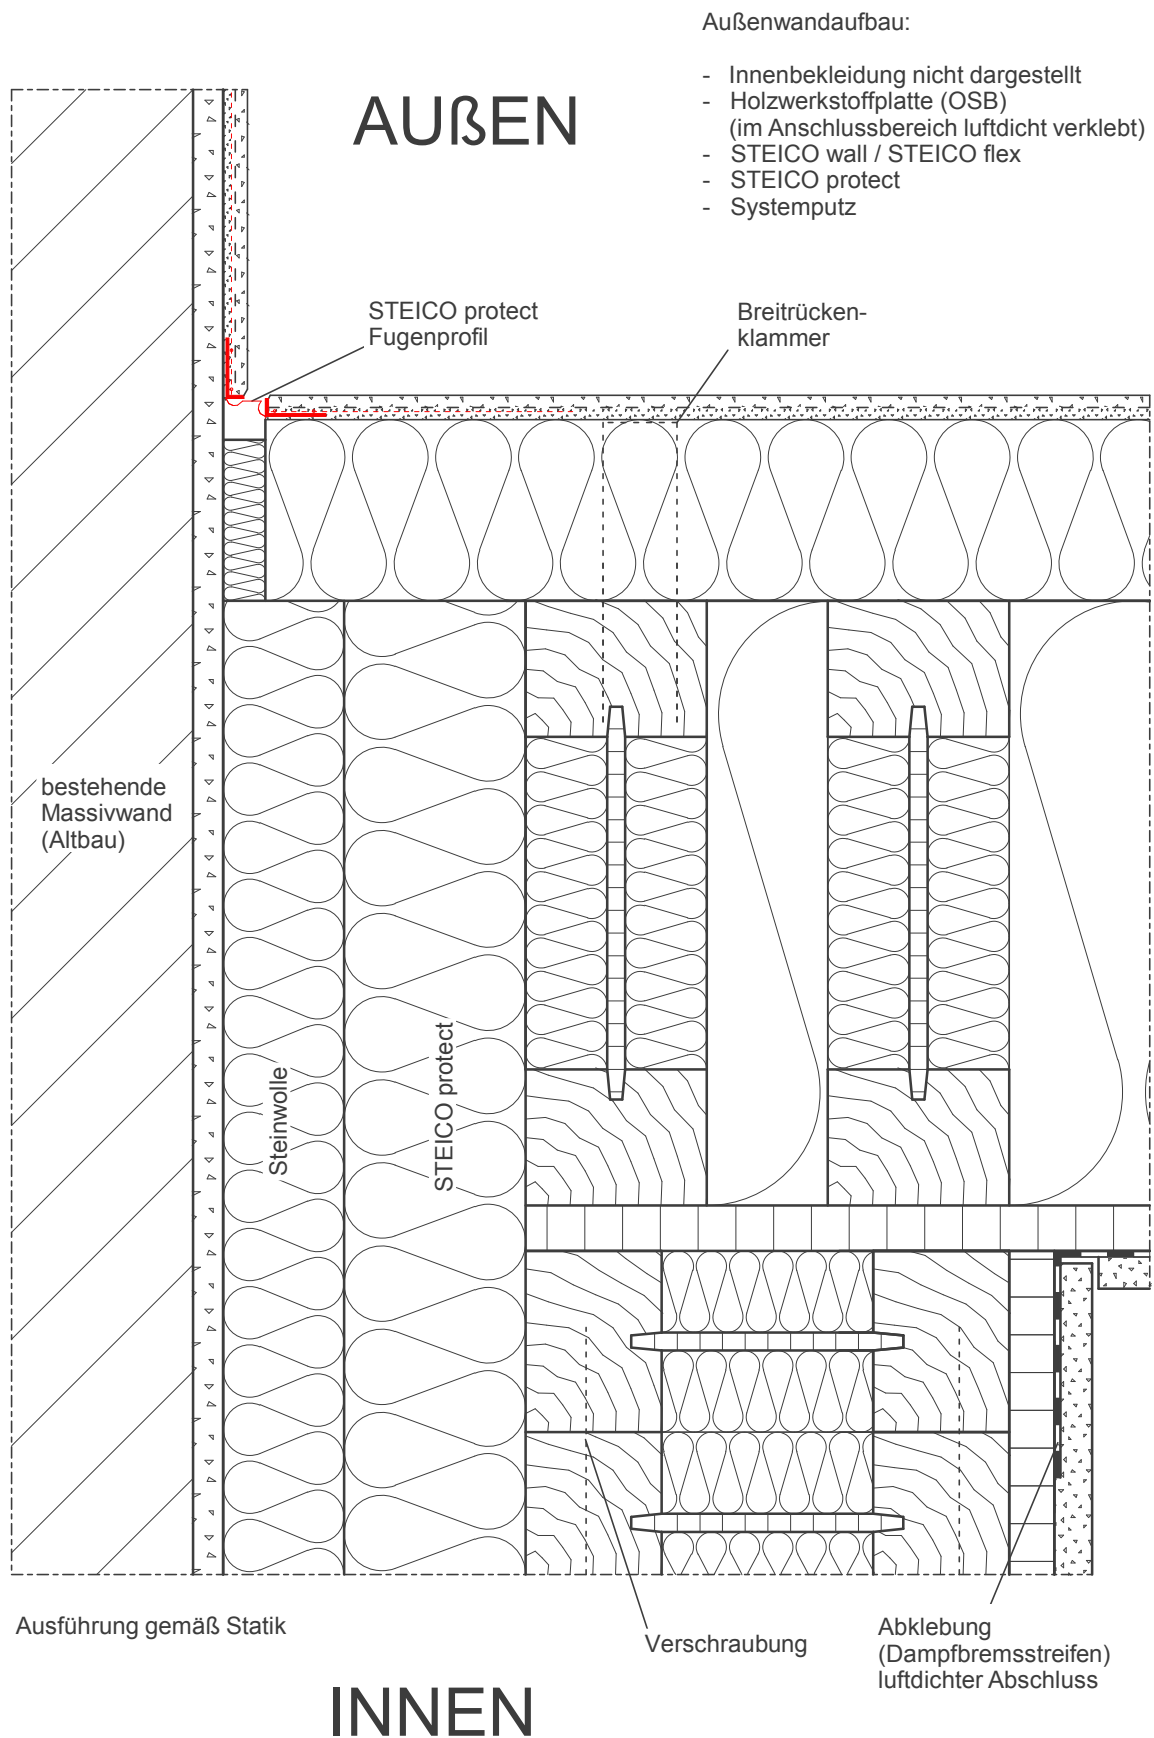 Außenwandaufbau:
- Innenbekleidung nicht dargestellt
- Holzwerkstoffplatte (OSB)
(im Anschlussbereich luftdicht verklebt)
- STEICO wall / STEICO flex
- STEICO protect
- Systemputz
AUßEN
STEICO protect
Fugenprofil
Breitrücken-
klammer
bestehende
Massivwand
(Altbau)
Steinwolle
STEICO protect
Ausführung gemäß Statik
Verschraubung
Abklebung
(Dampfbremsstreifen)
luftdichter Abschluss
INNEN